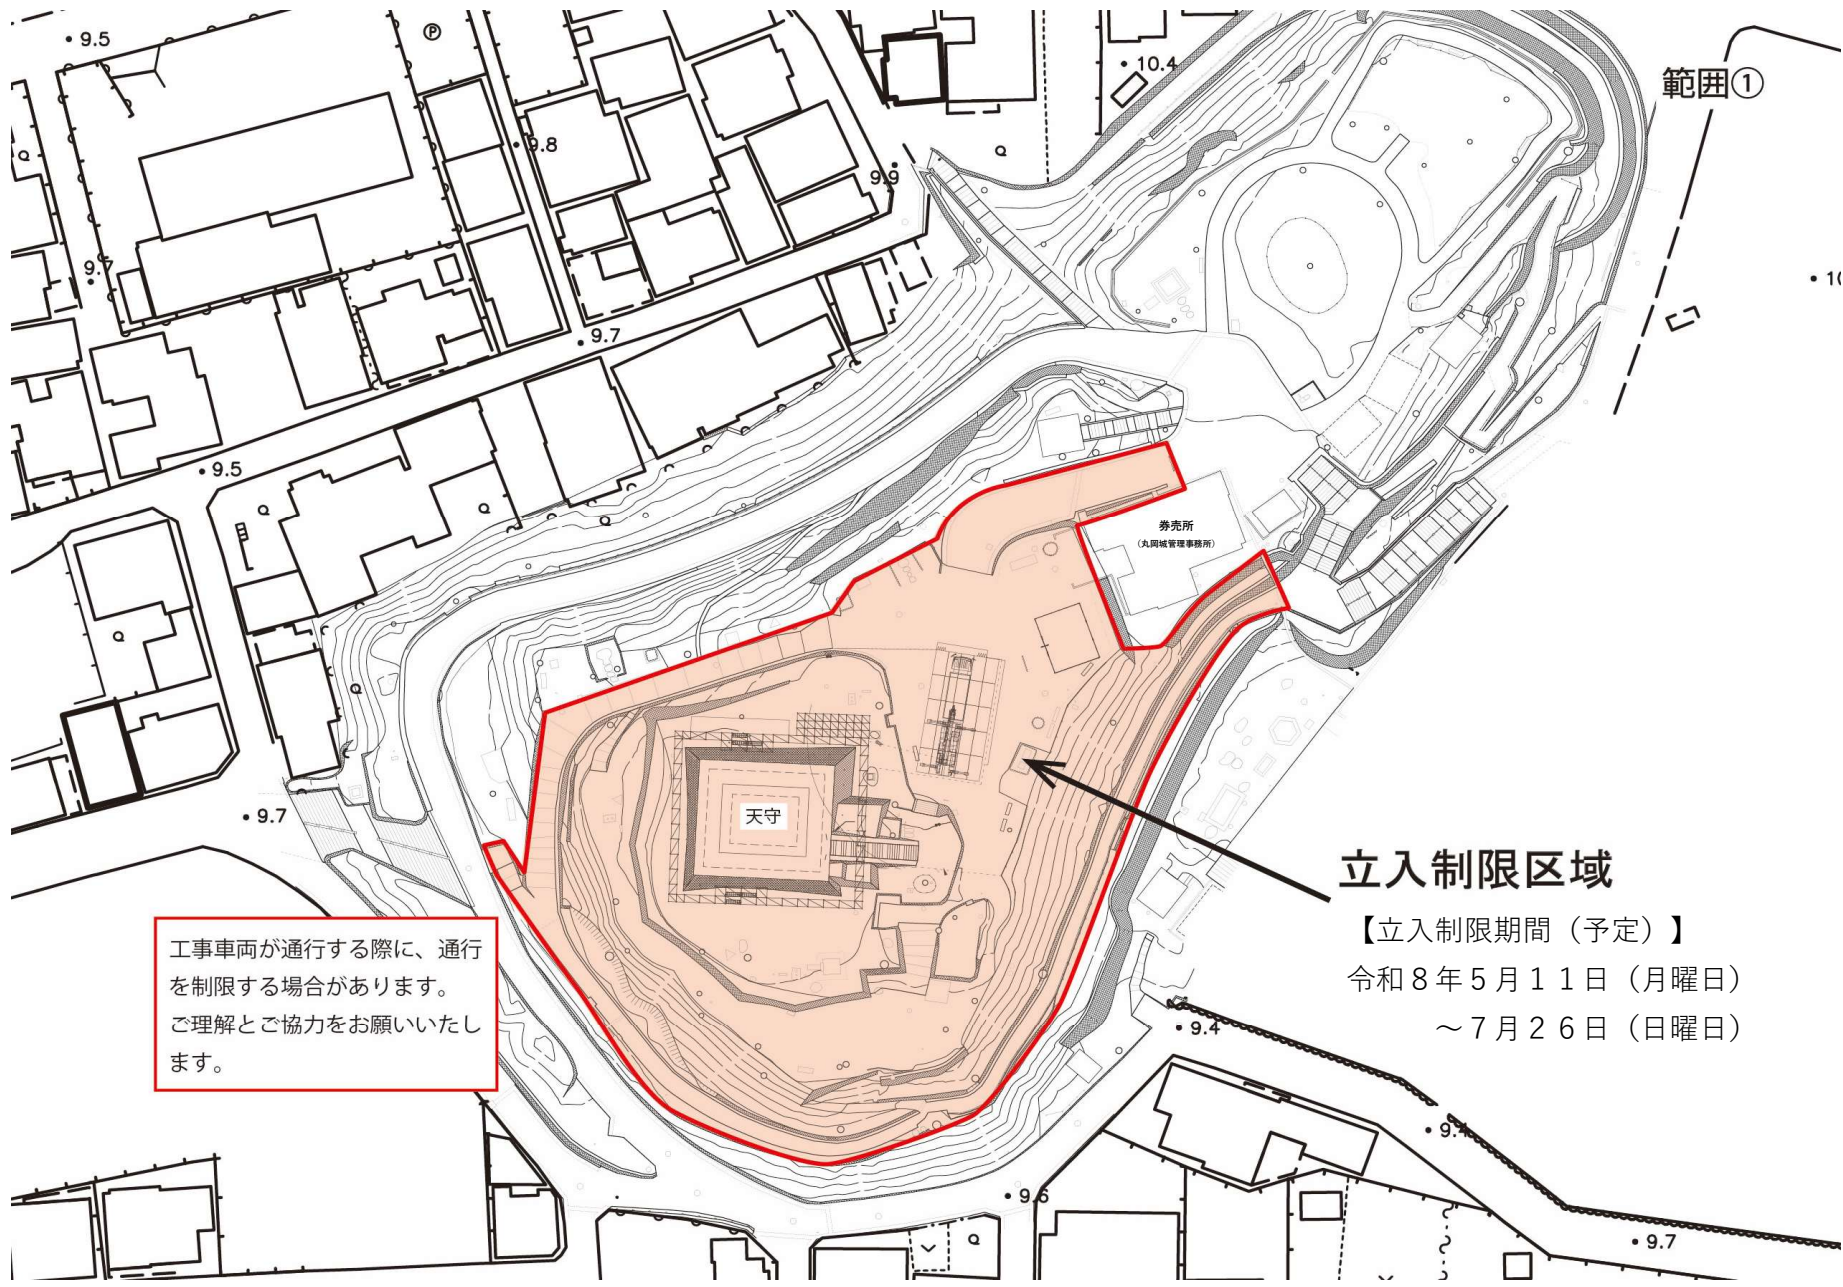 9.5
Ⓟ
10.4
範囲①
9.8
9.9
9.7
10
9.7
9.5
券売所
(丸岡城管理事務所)
天守
9.7
立入制限区域
【立入制限期間（予定）】
令和８年５月１１日（月曜日）
～７月２６日（日曜日）
工事車両が通行する際に、通行
を制限する場合があります。
ご理解とご協力をお願いいたし
ます。
9.4
9.4
9.6
9.7